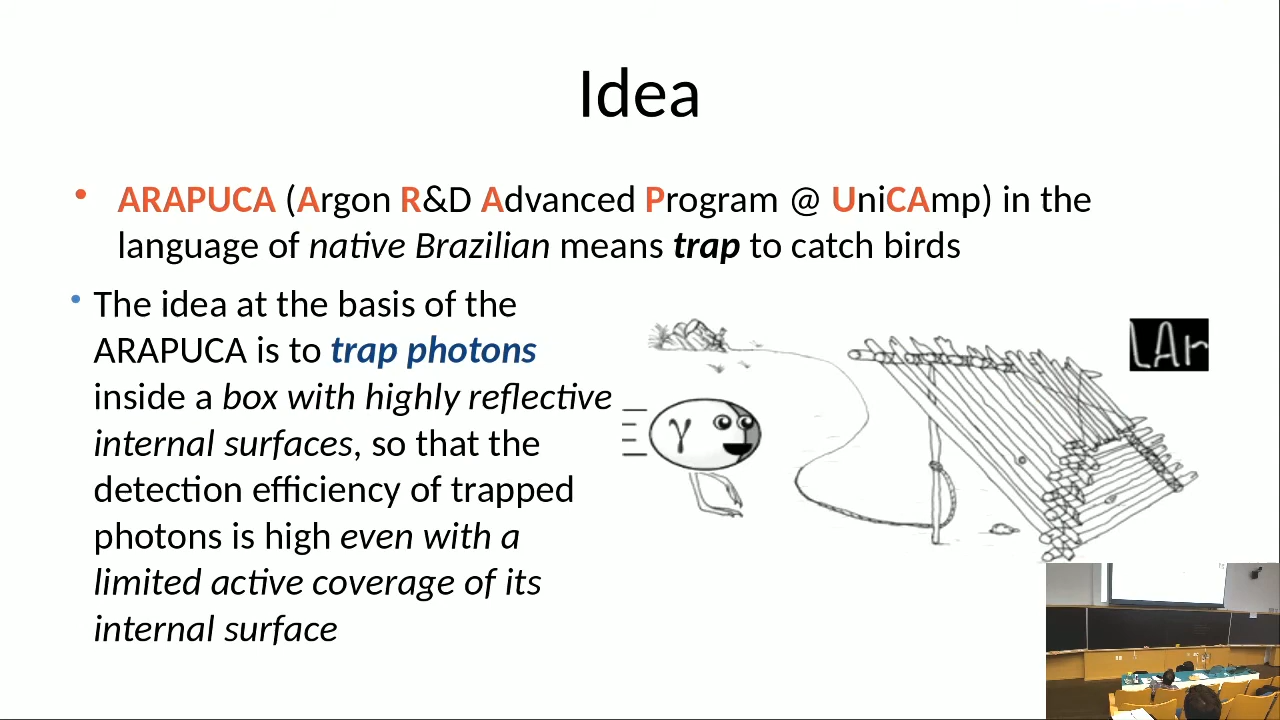 Idea
• ARAPUCA (Argon R&D Advanced Program @ UniCAmp) in the
language of native Brazilian means trap to catch birds
• The idea at the basis of the
ARAPUCA is to trap photons
inside a box with highly reflective
internal surfaces, so that the
detection efficiency of trapped
photons is high even with a
limited active coverage of its
internal surface
γ
LAr